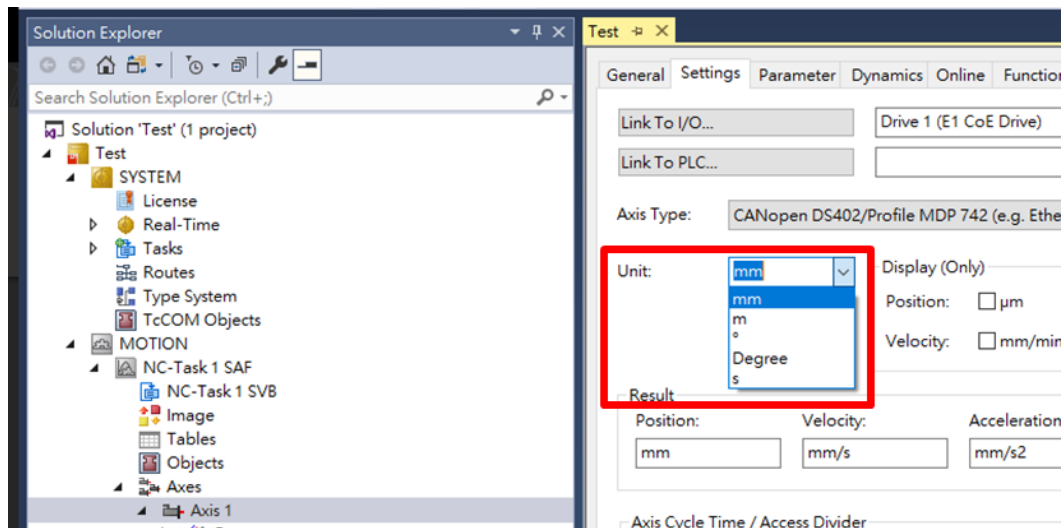 Solution Explorer
Search Solution Explorer (Ctrl+;)
Solution 'Test' (1 project)
Test
SYSTEM
License
Real-Time
Tasks
Routes
Type System
TcCOM Objects
MOTION
NC-Task 1 SAF
NC-Task 1 SVB
Image
Tables
Objects
Axes
Axis 1
Test
General Settings Parameter Dynamics Online Function
Link To I/O... Drive 1 (E1 CoE Drive)
Link To PLC...
Axis Type: CANopen DS402/Profile MDP 742 (e.g. Ethe
Unit: mm Display (Only)
mm Position: µm
m
° Velocity: mm/min
Degree
s
Result
Position: Velocity: Acceleration
mm mm/s mm/s2
Axis Cycle Time / Access Divider